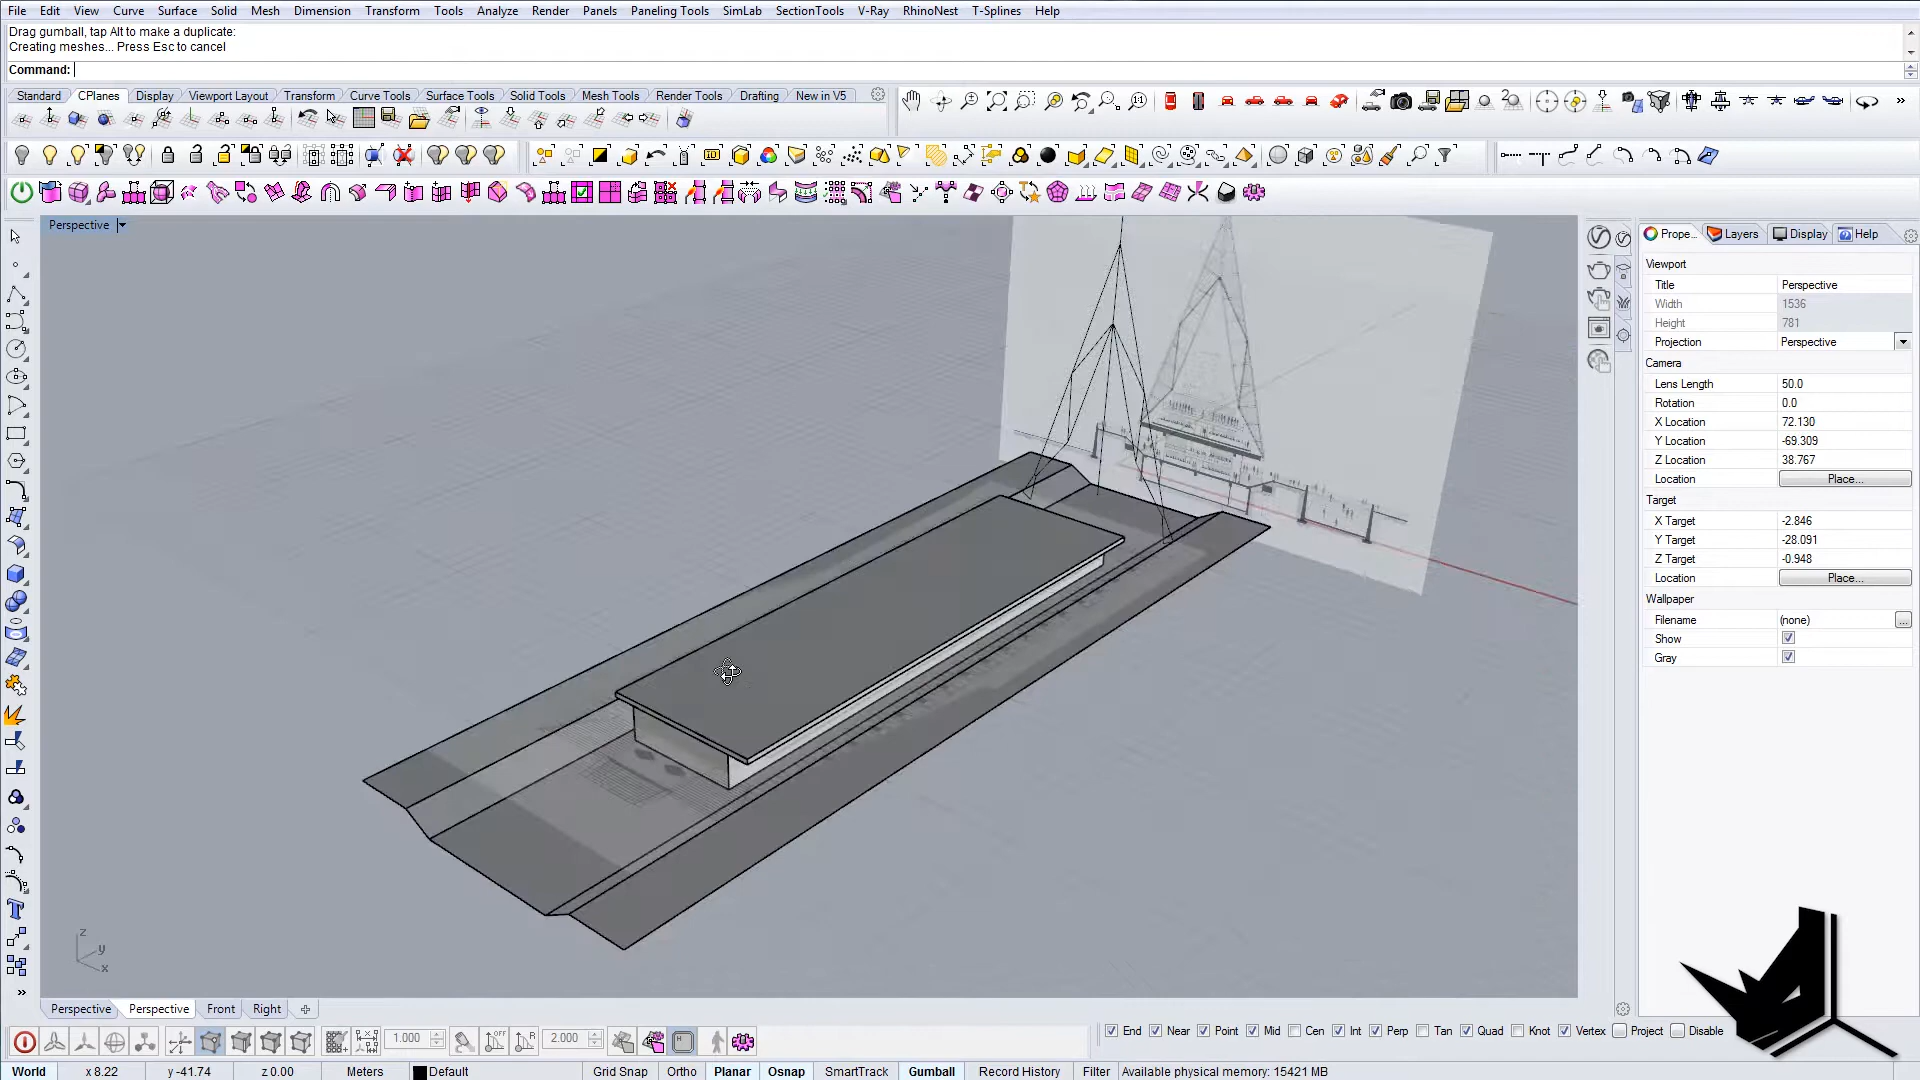 File Edit View Curve Surface Solid Mesh Dimension Transform Tools Analyze Render Panels Paneling Tools SimLab SectionTools V-Ray RhinoNest T-Splines Help
Drag gumball, tap Alt to make a duplicate:
Creating meshes... Press Esc to cancel
Command:
Standard CPlanes Display Viewport Layout Transform Curve Tools Surface Tools Solid Tools Mesh Tools Render Tools Drafting New in V5
Perspective
Prope... Layers Display Help
Viewport
Title Perspective
Width 1536
Height 781
Projection Perspective
Camera
Lens Length 50.0
Rotation 0.0
X Location 72.130
Y Location -69.309
Z Location 38.767
Location Place...
Target
X Target -2.846
Y Target -28.091
Z Target -0.948
Location Place...
Wallpaper
Filename (none) ...
Show
Gray
z
y
x
Perspective Perspective Front Right
1.000 2.000
End Near Point Mid Cen Int Perp Tan Quad Knot Vertex Project Disable
World x 8.22 y -41.74 z 0.00 Meters Default Grid Snap Ortho Planar Osnap SmartTrack Gumball Record History Filter Available physical memory: 15421 MB